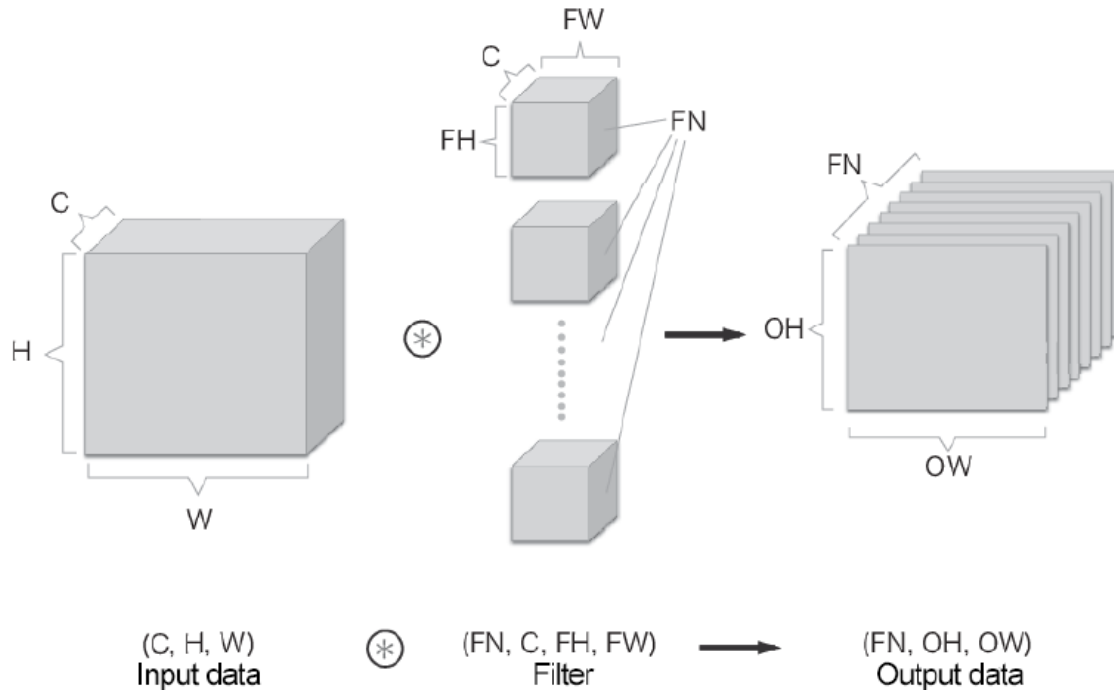 FW
C
FH
FN
C
H
W
FN
OH
OW
(C, H, W) (FN, C, FH, FW) (FN, OH, OW)
Input data Filter Output data